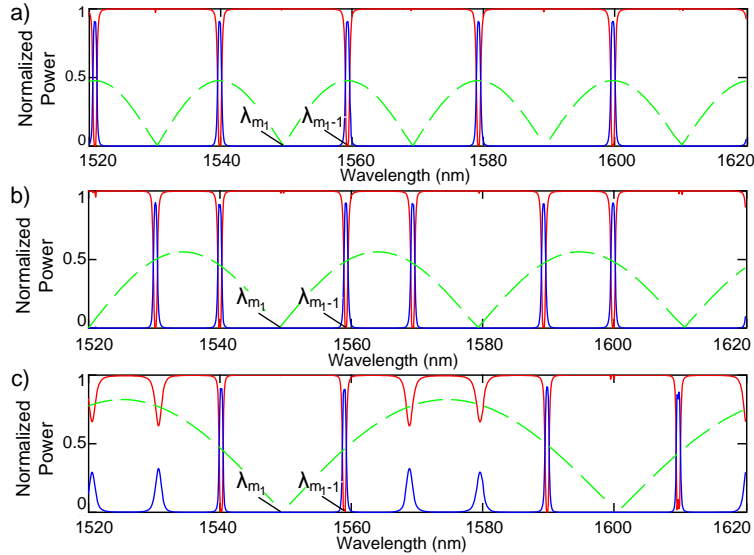 a)
1
0.5
0
Normalized
Power
λm₁
λm₁-1
1520 1540 1560 1580 1600 1620
Wavelength (nm)
b)
1
0.5
0
Normalized
Power
λm₁
λm₁-1
1520 1540 1560 1580 1600 1620
Wavelength (nm)
c)
1
0.5
0
Normalized
Power
λm₁
λm₁-1
1520 1540 1560 1580 1600 1620
Wavelength (nm)